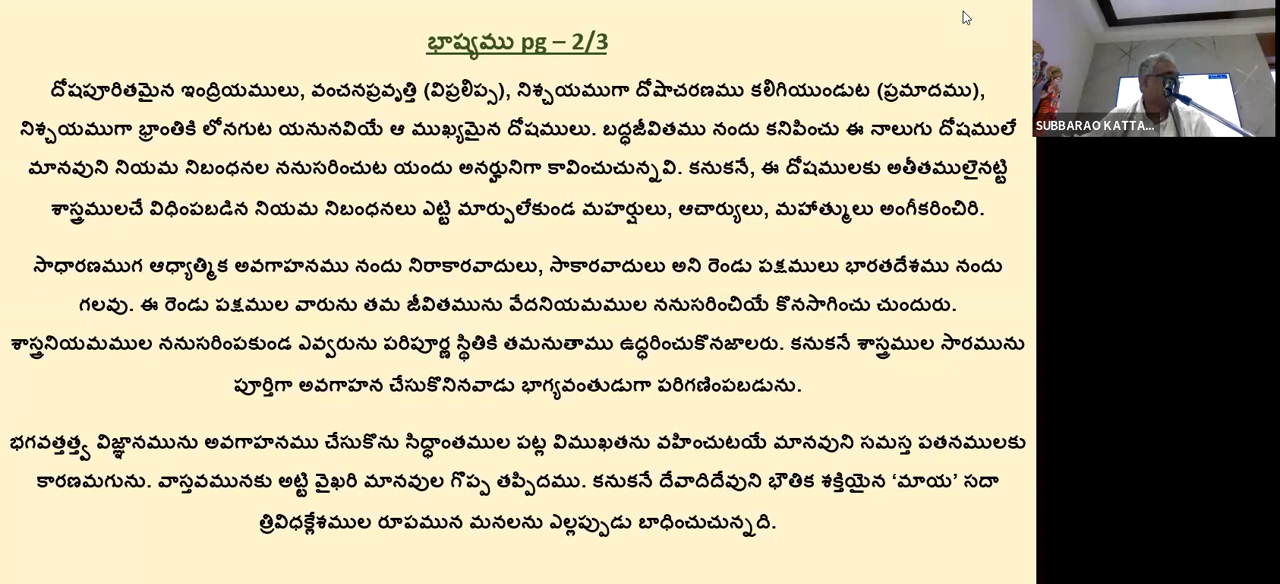 భాష్యము pg – 2/3
దోషపూరితమైన ఇంద్రియములు, వంచనప్రవృత్తి (విప్రలిప్స), నిశ్చయముగా దోషాచరణము కలిగియుండుట (ప్రమాదము),
నిశ్చయముగా భ్రాంతికి లోనగుట యనునవియే ఆ ముఖ్యమైన దోషములు. బద్ధజీవితము నందు కనిపించు ఈ నాలుగు దోషములే
మానవుని నియమ నిబంధనల ననుసరించుట యందు అనర్హునిగా కావించుచున్నవి. కనుకనే, ఈ దోషములకు అతీతములైనట్టి
శాస్త్రములచే విధింపబడిన నియమ నిబంధనలు ఎట్టి మార్పులేకుండ మహర్షులు, ఆచార్యులు, మహాత్ములు అంగీకరించిరి.
సాధారణముగ ఆధ్యాత్మిక అవగాహనము నందు నిరాకారవాదులు, సాకారవాదులు అని రెండు పక్షములు భారతదేశము నందు
గలవు. ఈ రెండు పక్షముల వారును తమ జీవితమును వేదనియమముల ననుసరించియే కొనసాగించు చుందురు.
శాస్త్రనియమముల ననుసరింపకుండ ఎవ్వరును పరిపూర్ణ స్థితికి తమనుతాము ఉద్ధరించుకొనజాలరు. కనుకనే శాస్త్రముల సారమును
పూర్తిగా అవగాహన చేసుకొనినవాడు భాగ్యవంతుడుగా పరిగణింపబడును.
భగవత్తత్త్వ విజ్ఞానమును అవగాహనము చేసుకొను సిద్ధాంతముల పట్ల విముఖతను వహించుటయే మానవుని సమస్త పతనములకు
కారణమగును. వాస్తవమునకు అట్టి వైఖరి మానవుల గొప్ప తప్పిదము. కనుకనే దేవాదిదేవుని భౌతిక శక్తియైన ‘మాయ’ సదా
త్రివిధక్లేశముల రూపమున మనలను ఎల్లప్పుడు బాధించుచున్నది.
SUBBARAO KATTA...